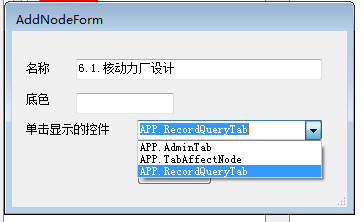 AddNodeForm
名称 6.1.核动力厂设计
底色
单击显示的控件 APP.RecordQueryTab
APP.AdminTab
APP.TabAffectNode
APP.RecordQueryTab